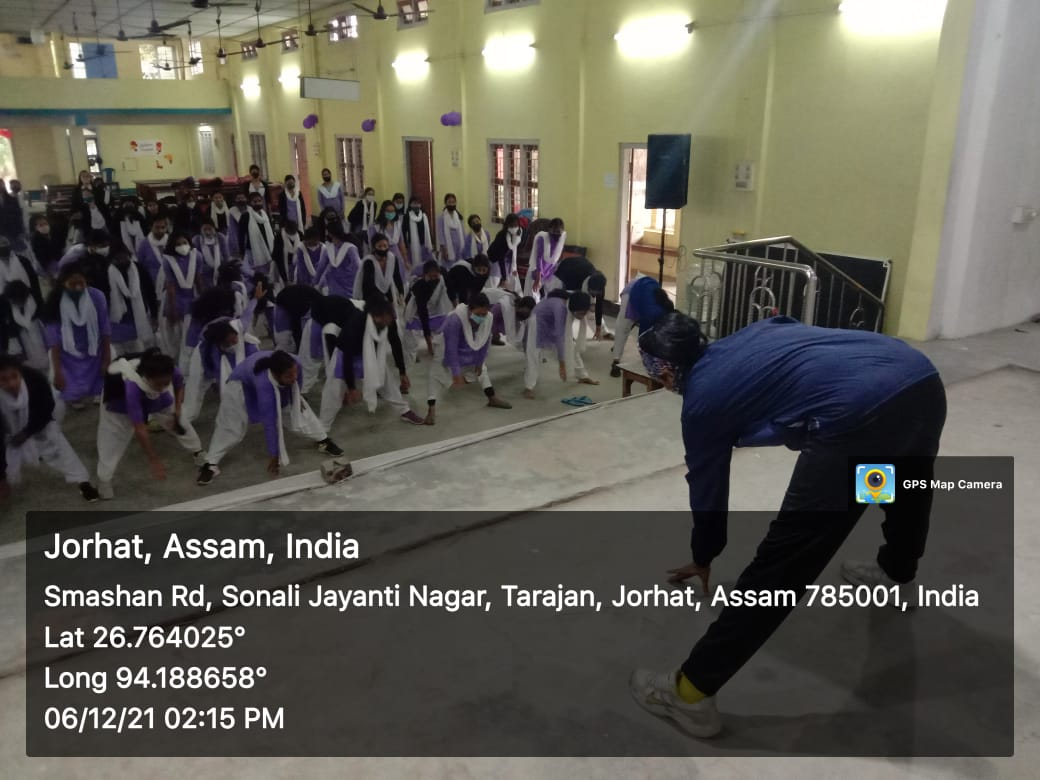 GPS Map Camera
Jorhat, Assam, India
Smashan Rd, Sonali Jayanti Nagar, Tarajan, Jorhat, Assam 785001, India
Lat 26.764025°
Long 94.188658°
06/12/21 02:15 PM